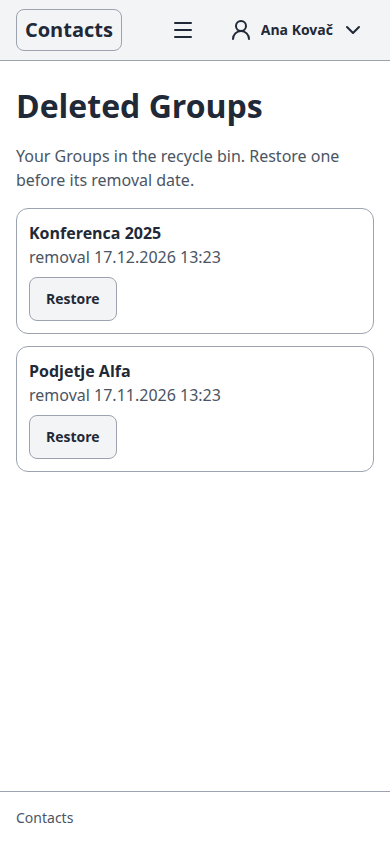 Contacts
Ana Kovač
Deleted Groups
Your Groups in the recycle bin. Restore one
before its removal date.
Konferenca 2025
removal 17.12.2026 13:23
Restore
Podjetje Alfa
removal 17.11.2026 13:23
Restore
Contacts